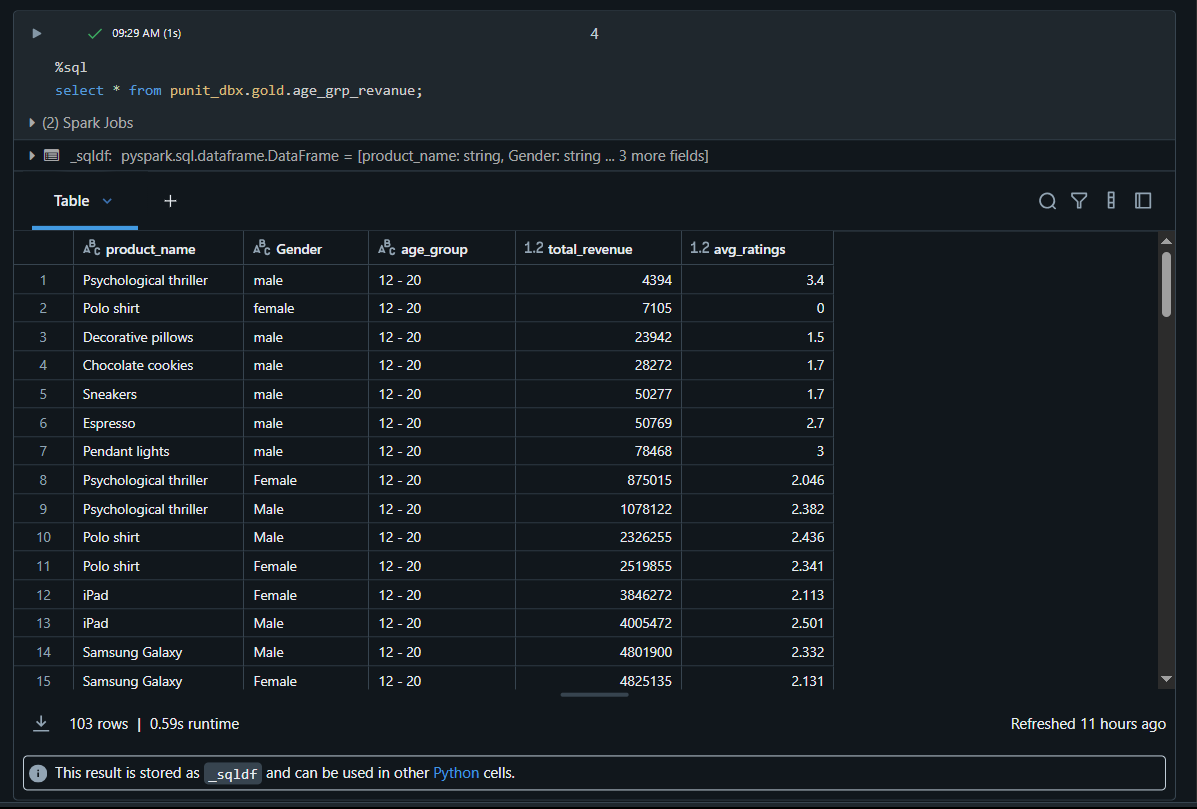 09:29 AM (1s)
4
%sql
select * from punit_dbx.gold.age_grp_revanue;
(2) Spark Jobs
_sqldf: pyspark.sql.dataframe.DataFrame = [product_name: string, Gender: string ... 3 more fields]
Table +
ABC product_name ABC Gender ABC age_group 1.2 total_revenue 1.2 avg_ratings
1 Psychological thriller male 12 - 20 4394 3.4
2 Polo shirt female 12 - 20 7105 0
3 Decorative pillows male 12 - 20 23942 1.5
4 Chocolate cookies male 12 - 20 28272 1.7
5 Sneakers male 12 - 20 50277 1.7
6 Espresso male 12 - 20 50769 2.7
7 Pendant lights male 12 - 20 78468 3
8 Psychological thriller Female 12 - 20 875015 2.046
9 Psychological thriller Male 12 - 20 1078122 2.382
10 Polo shirt Male 12 - 20 2326255 2.436
11 Polo shirt Female 12 - 20 2519855 2.341
12 iPad Female 12 - 20 3846272 2.113
13 iPad Male 12 - 20 4005472 2.501
14 Samsung Galaxy Male 12 - 20 4801900 2.332
15 Samsung Galaxy Female 12 - 20 4825135 2.131
103 rows | 0.59s runtime
Refreshed 11 hours ago
This result is stored as _sqldf and can be used in other Python cells.